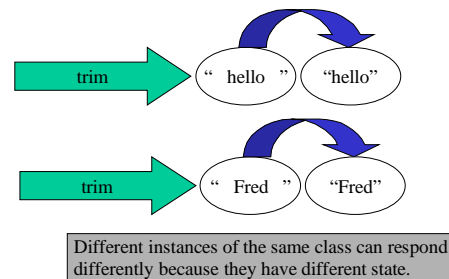 trim
“ hello ”
“hello”
trim
“ Fred ”
“Fred”
Different instances of the same class can respond
differently because they have different state.